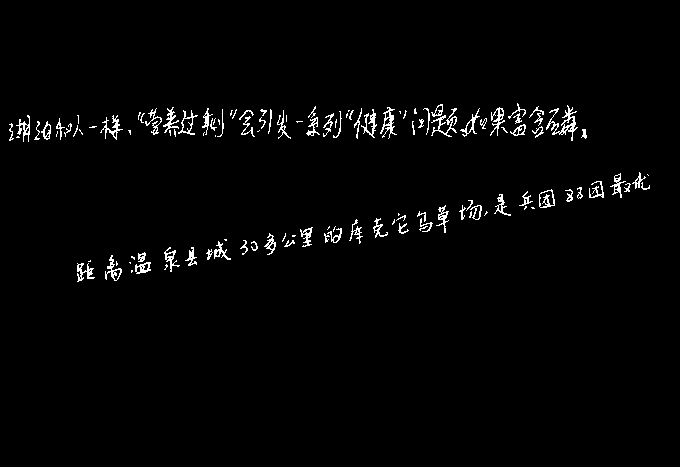 湖泊和人一样、“营养过剩”会引发一系列“健康”问题。如果富含磷、
距离温泉县城30多公里的库克它乌草场,是兵团83团最优